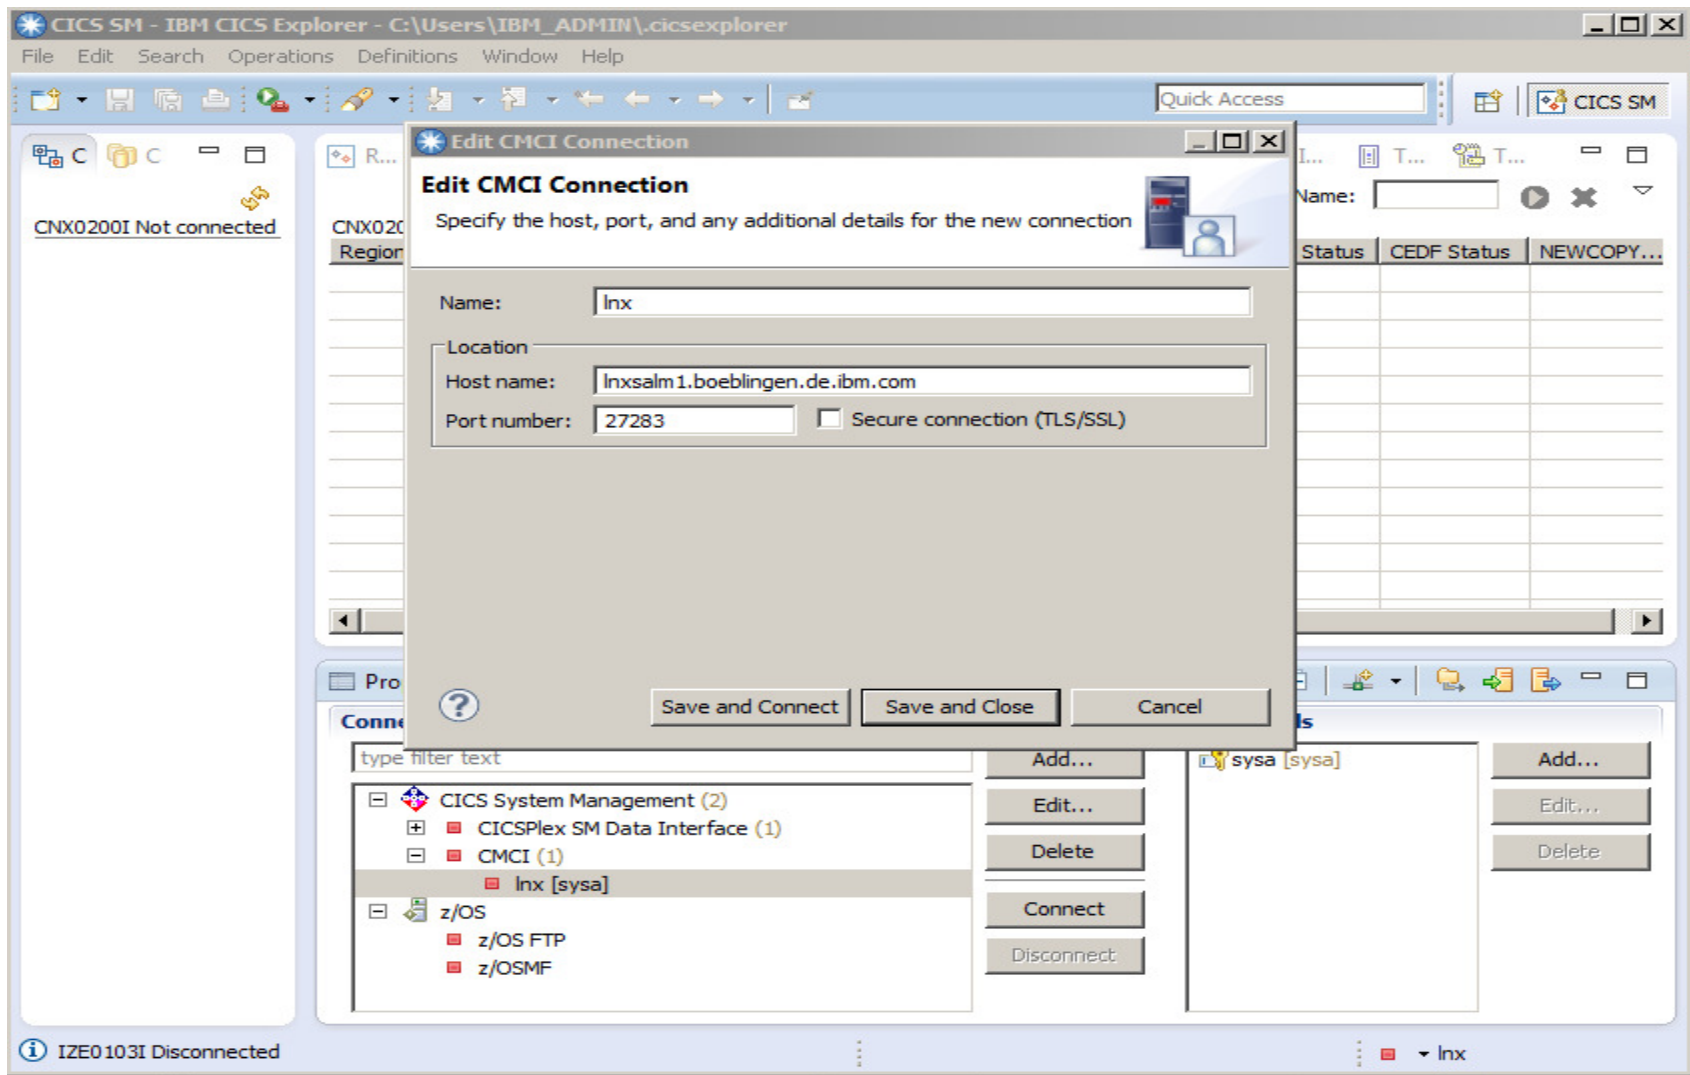 CICS SM - IBM CICS Explorer - C:\Users\IBM_ADMIN\.cicsexplorer
File Edit Search Operations Definitions Window Help
Quick Access
CICS SM
C C
R...
I... T... T...
Name:
CNX0200I Not connected
CNX020
Region
Status CEDF Status NEWCOPY...
Edit CMCI Connection
Edit CMCI Connection
Specify the host, port, and any additional details for the new connection
Name: lnx
Location
Host name: lnxsalm1.boeblingen.de.ibm.com
Port number: 27283 Secure connection (TLS/SSL)
Save and Connect Save and Close Cancel
Pro
Conne
ls
type filter text
CICS System Management (2)
CICSPlex SM Data Interface (1)
CMCI (1)
lnx [sysa]
z/OS
z/OS FTP
z/OSMF
Add...
Edit...
Delete
Connect
Disconnect
sysa [sysa]
Add...
Edit...
Delete
IZE0103I Disconnected
lnx